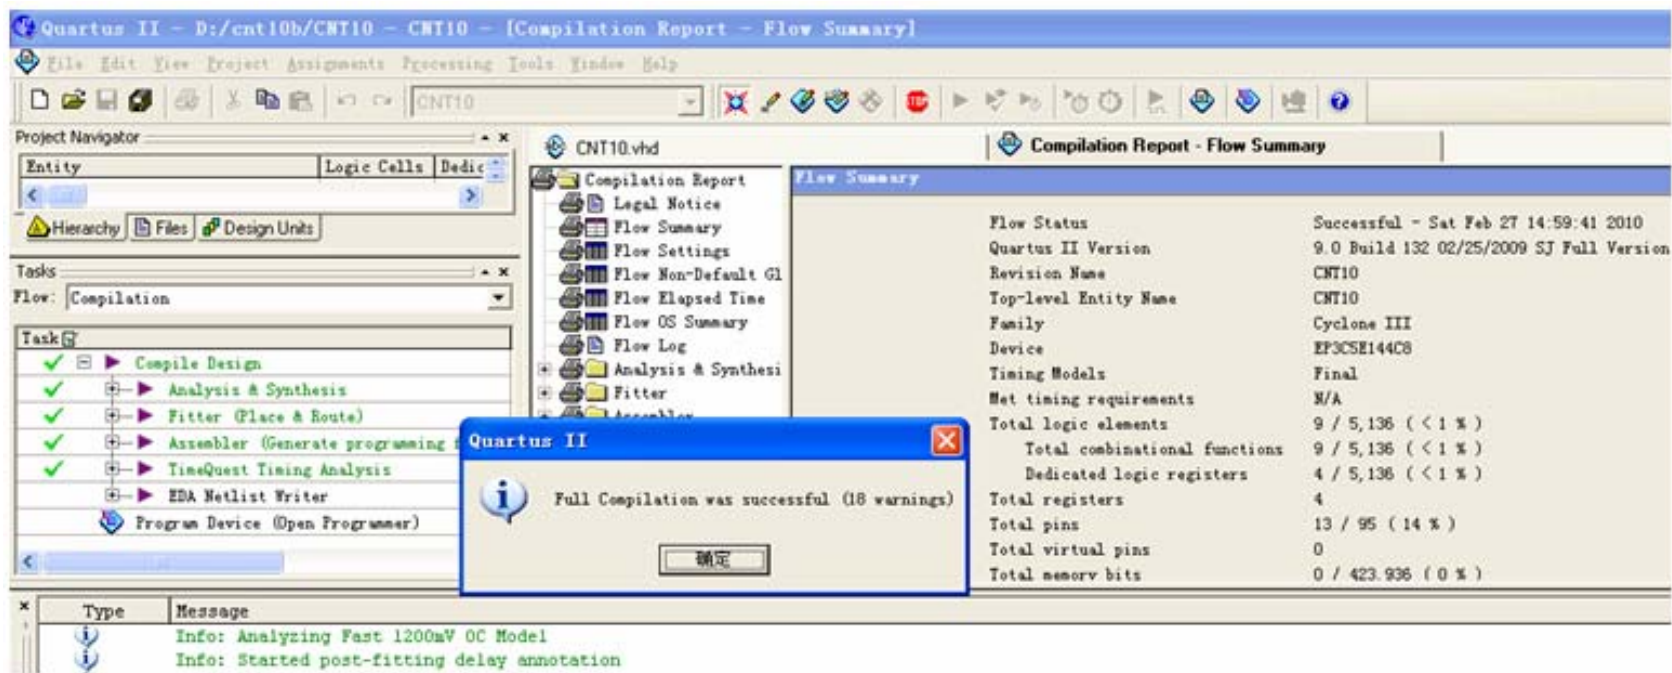 Quartus II - D:/cnt10b/CNT10 - CNT10 - [Compilation Report - Flow Summary]
File Edit View Project Assignments Processing Tools Window Help
CNT10
Project Navigator
Entity Logic Cells Dedic
Hierarchy Files Design Units
Tasks
Flow: Compilation
Task
Compile Design
Analysis & Synthesis
Fitter (Place & Route)
Assembler (Generate programming f
TimeQuest Timing Analysis
EDA Netlist Writer
Program Device (Open Programmer)
CNT10.vhd
Compilation Report - Flow Summary
Compilation Report
Legal Notice
Flow Summary
Flow Settings
Flow Non-Default Gl
Flow Elapsed Time
Flow OS Summary
Flow Log
Analysis & Synthesi
Fitter
Assembler
Flow Summary
Flow Status Successful - Sat Feb 27 14:59:41 2010
Quartus II Version 9.0 Build 132 02/25/2009 SJ Full Version
Revision Name CNT10
Top-level Entity Name CNT10
Family Cyclone III
Device EP3C5E144C8
Timing Models Final
Met timing requirements N/A
Total logic elements 9 / 5,136 ( < 1 % )
Total combinational functions 9 / 5,136 ( < 1 % )
Dedicated logic registers 4 / 5,136 ( < 1 % )
Total registers 4
Total pins 13 / 95 ( 14 % )
Total virtual pins 0
Total memory bits 0 / 423,936 ( 0 % )
Quartus II
Full Compilation was successful (18 warnings)
确定
Type Message
Info: Analyzing Fast 1200mV 0C Model
Info: Started post-fitting delay annotation